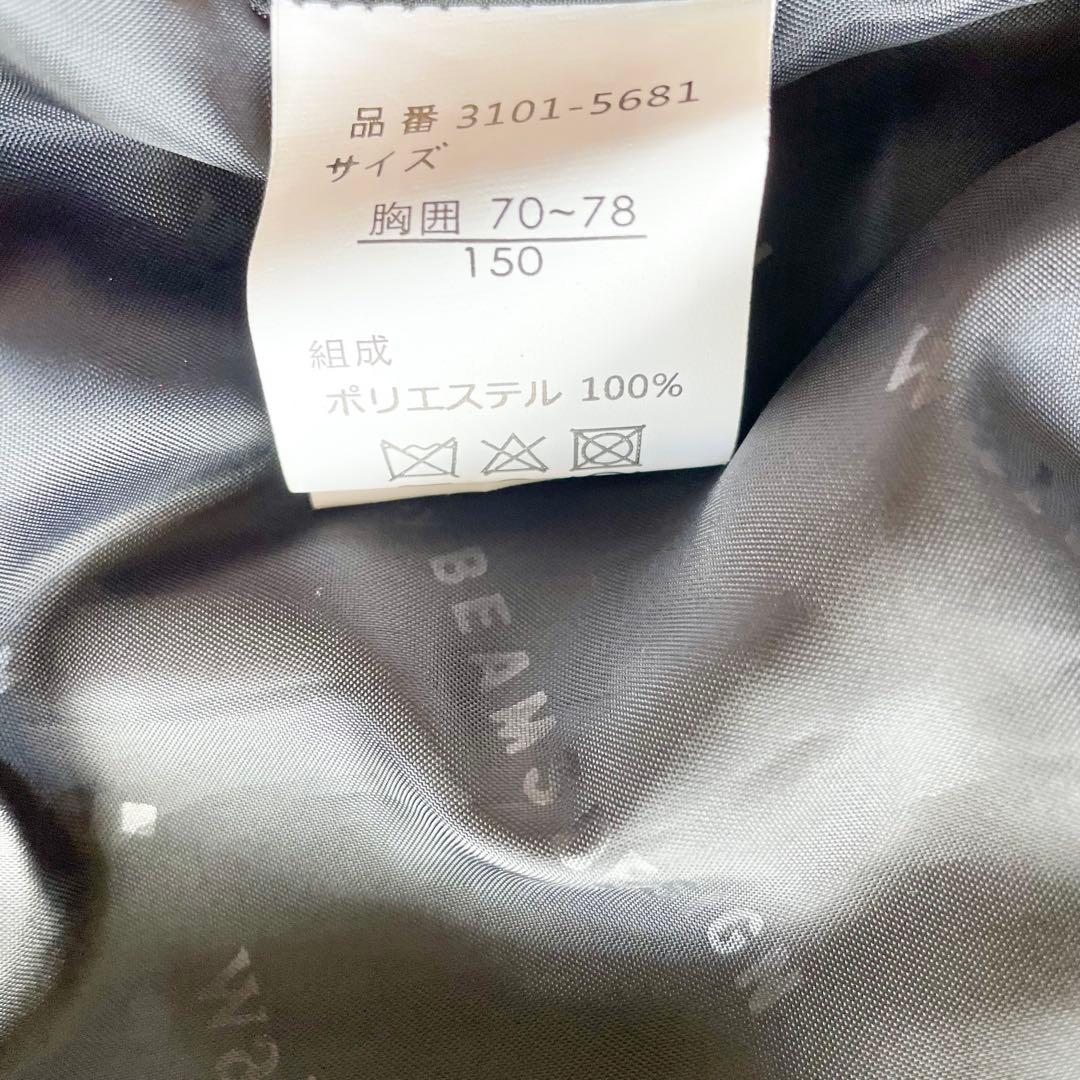 品番 3101-5681
サイズ
胸囲 70~78
150
組成
ポリエステル 100%
BEAMS